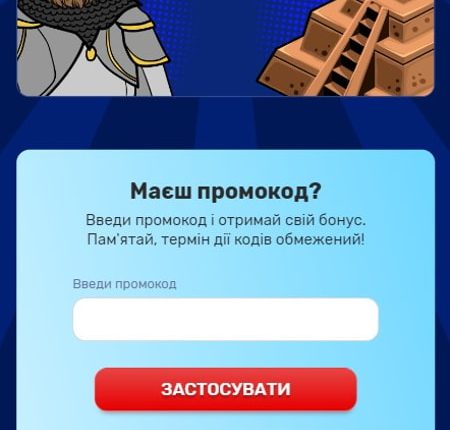 Маєш промокод?
Введи промокод і отримай свій бонус.
Пам'ятай, термін дії кодів обмежений!
Введи промокод
ЗАСТОСУВАТИ